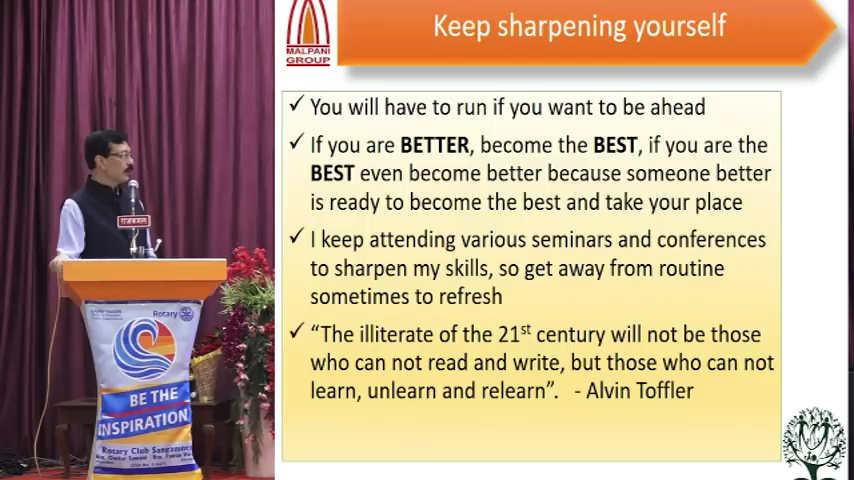 Keep sharpening yourself
MALPANI
GROUP
✓ You will have to run if you want to be ahead
✓ If you are BETTER, become the BEST, if you are the
BEST even become better because someone better
is ready to become the best and take your place
✓ I keep attending various seminars and conferences
to sharpen my skills, so get away from routine
sometimes to refresh
✓ “The illiterate of the 21st century will not be those
who can not read and write, but those who can not
learn, unlearn and relearn”. - Alvin Toffler
राजकमल
Rotary
BE THE
INSPIRATION
Rotary Club Sangamner